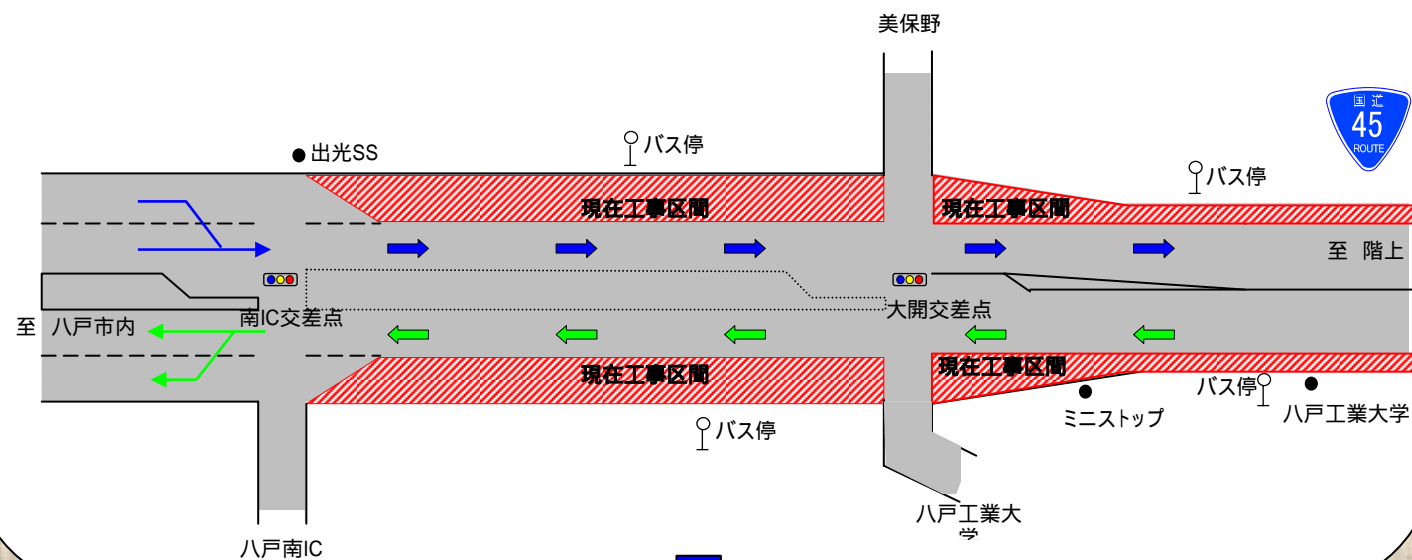 美保野
国道
45
ROUTE
出光SS
バス停
バス停
現在工事区間
現在工事区間
至 階上
南IC交差点
大開交差点
至 八戸市内
現在工事区間
現在工事区間
バス停
八戸工業大学
ミニストップ
バス停
八戸工業大
学
八戸南IC